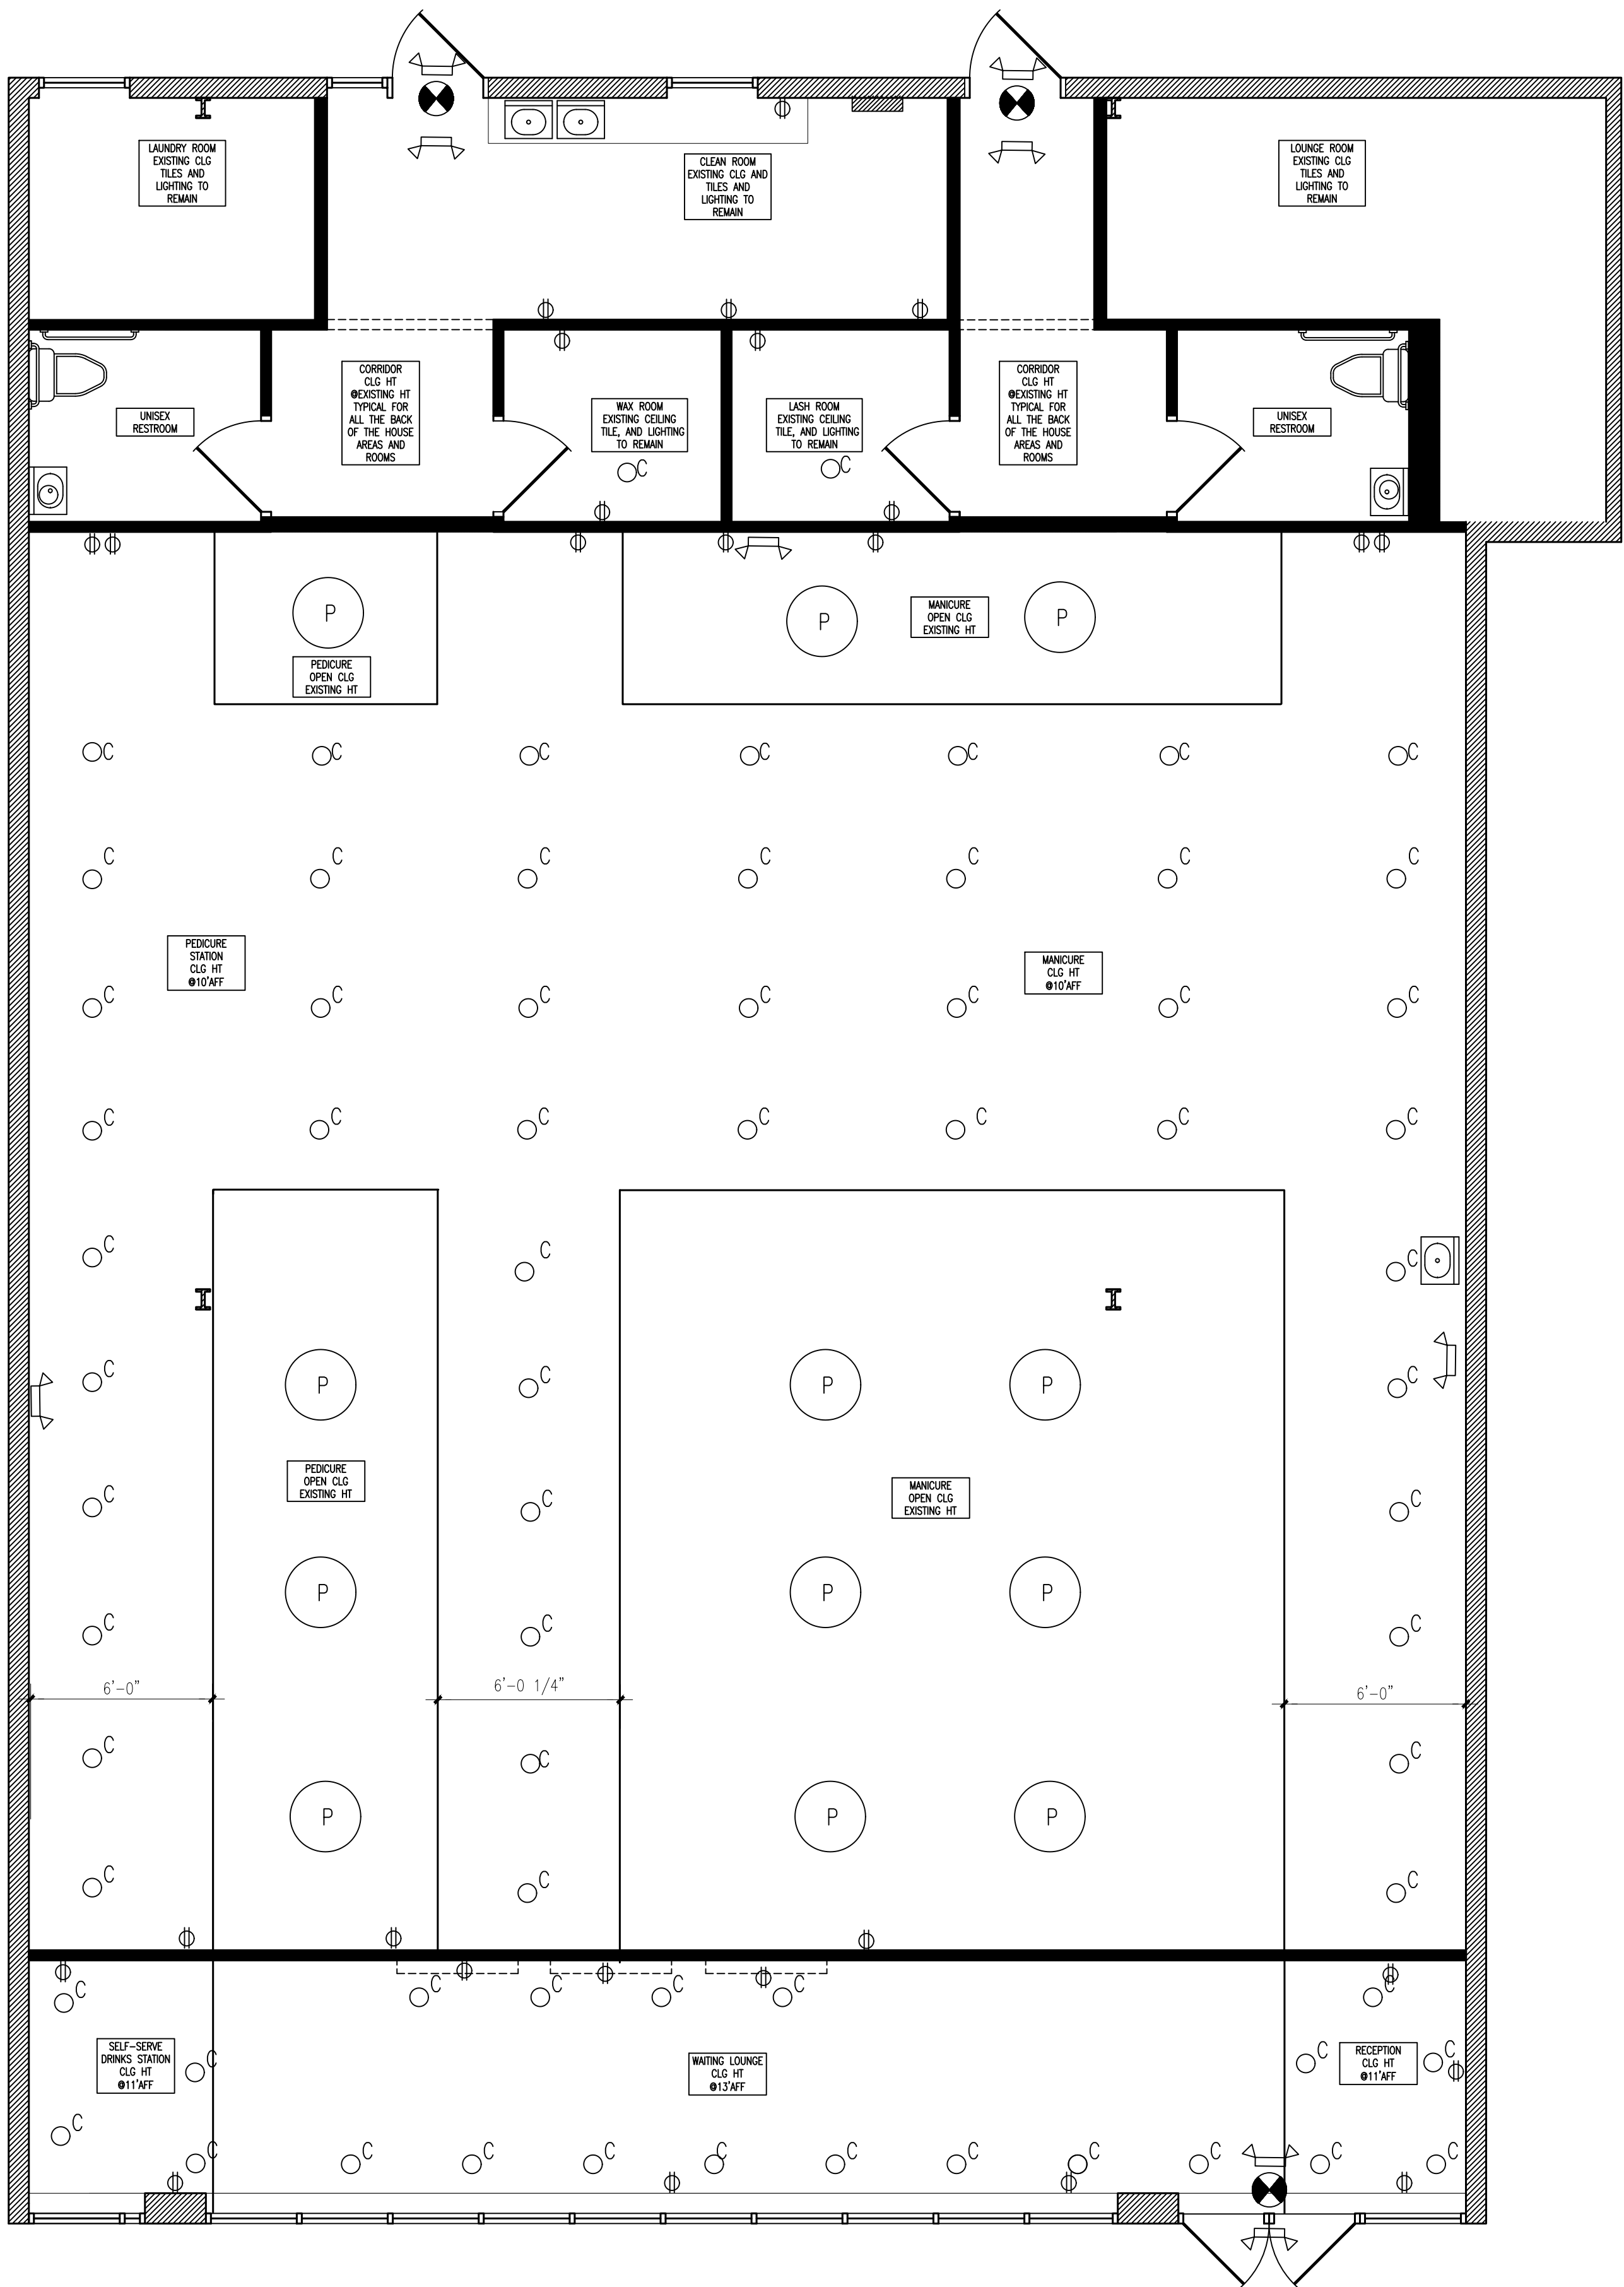 LAUNDRY ROOM
EXISTING CLG
TILES AND
LIGHTING TO
REMAIN
CLEAN ROOM
EXISTING CLG AND
TILES AND
LIGHTING TO
REMAIN
LOUNGE ROOM
EXISTING CLG
TILES AND
LIGHTING TO
REMAIN
UNISEX
RESTROOM
CORRIDOR
CLG HT
@EXISTING HT
TYPICAL FOR
ALL THE BACK
OF THE HOUSE
AREAS AND
ROOMS
WAX ROOM
EXISTING CEILING
TILE, AND LIGHTING
TO REMAIN
C
LASH ROOM
EXISTING CEILING
TILE, AND LIGHTING
TO REMAIN
C
CORRIDOR
CLG HT
@EXISTING HT
TYPICAL FOR
ALL THE BACK
OF THE HOUSE
AREAS AND
ROOMS
UNISEX
RESTROOM
P
PEDICURE
OPEN CLG
EXISTING HT
P
MANICURE
OPEN CLG
EXISTING HT
P
C C C C C C C
C C C C C C C
PEDICURE
STATION
CLG HT
@10'AFF
MANICURE
CLG HT
@10'AFF
C C C C C C C
C C C C C C C
C C C
P P P
C C C
PEDICURE
OPEN CLG
EXISTING HT
MANICURE
OPEN CLG
EXISTING HT
C C C
P P P
C C C
6'-0"
6'-0 1/4"
6'-0"
C C C
P P P
C C C
C C C C C C
SELF-SERVE
DRINKS STATION
CLG HT
@11'AFF
C
WAITING LOUNGE
CLG HT
@13'AFF
C
RECEPTION
CLG HT
@11'AFF
C
C
C C C C C C C C C C C